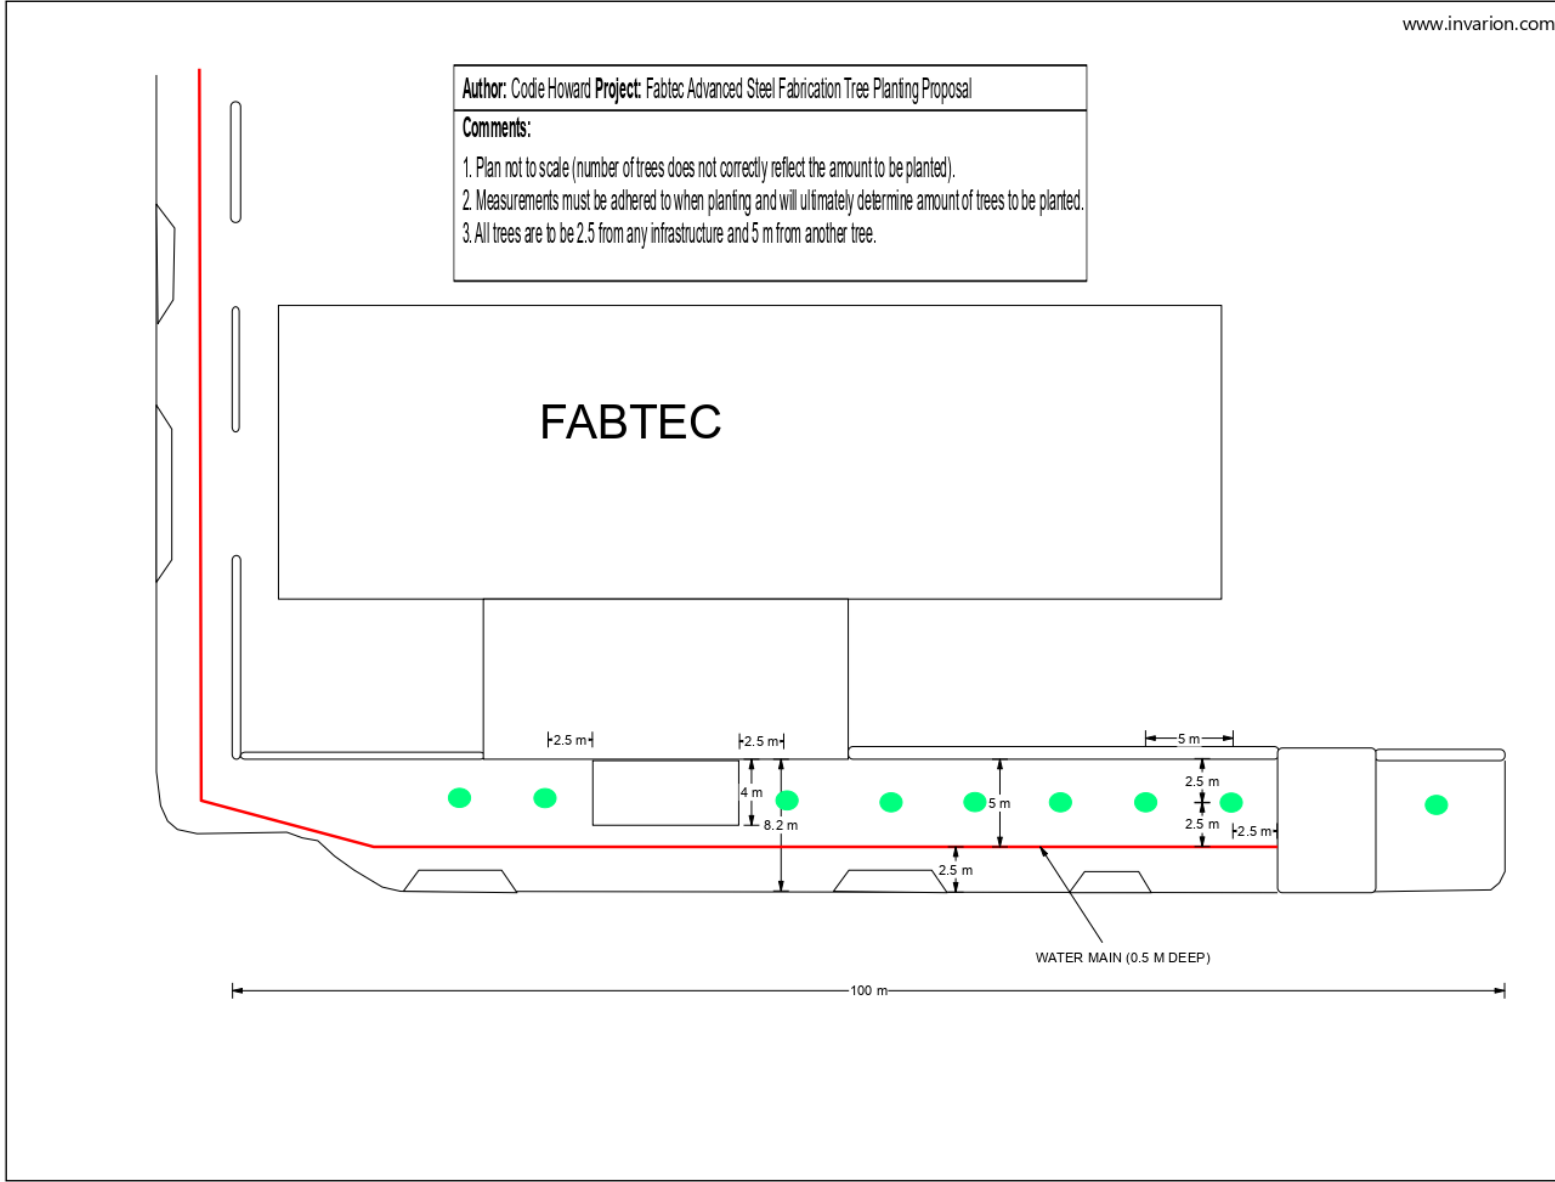 www.invarion.com
Author: Codie Howard Project: Fabtec Advanced Steel Fabrication Tree Planting Proposal
Comments:
1. Plan not to scale (number of trees does not correctly reflect the amount to be planted).
2. Measurements must be adhered to when planting and will ultimately determine amount of trees to be planted.
3. All trees are to be 2.5 from any infrastructure and 5 m from another tree.
FABTEC
2.5 m
2.5 m
5 m
4 m
8.2 m
5 m
2.5 m
2.5 m
2.5 m
2.5 m
WATER MAIN (0.5 M DEEP)
100 m